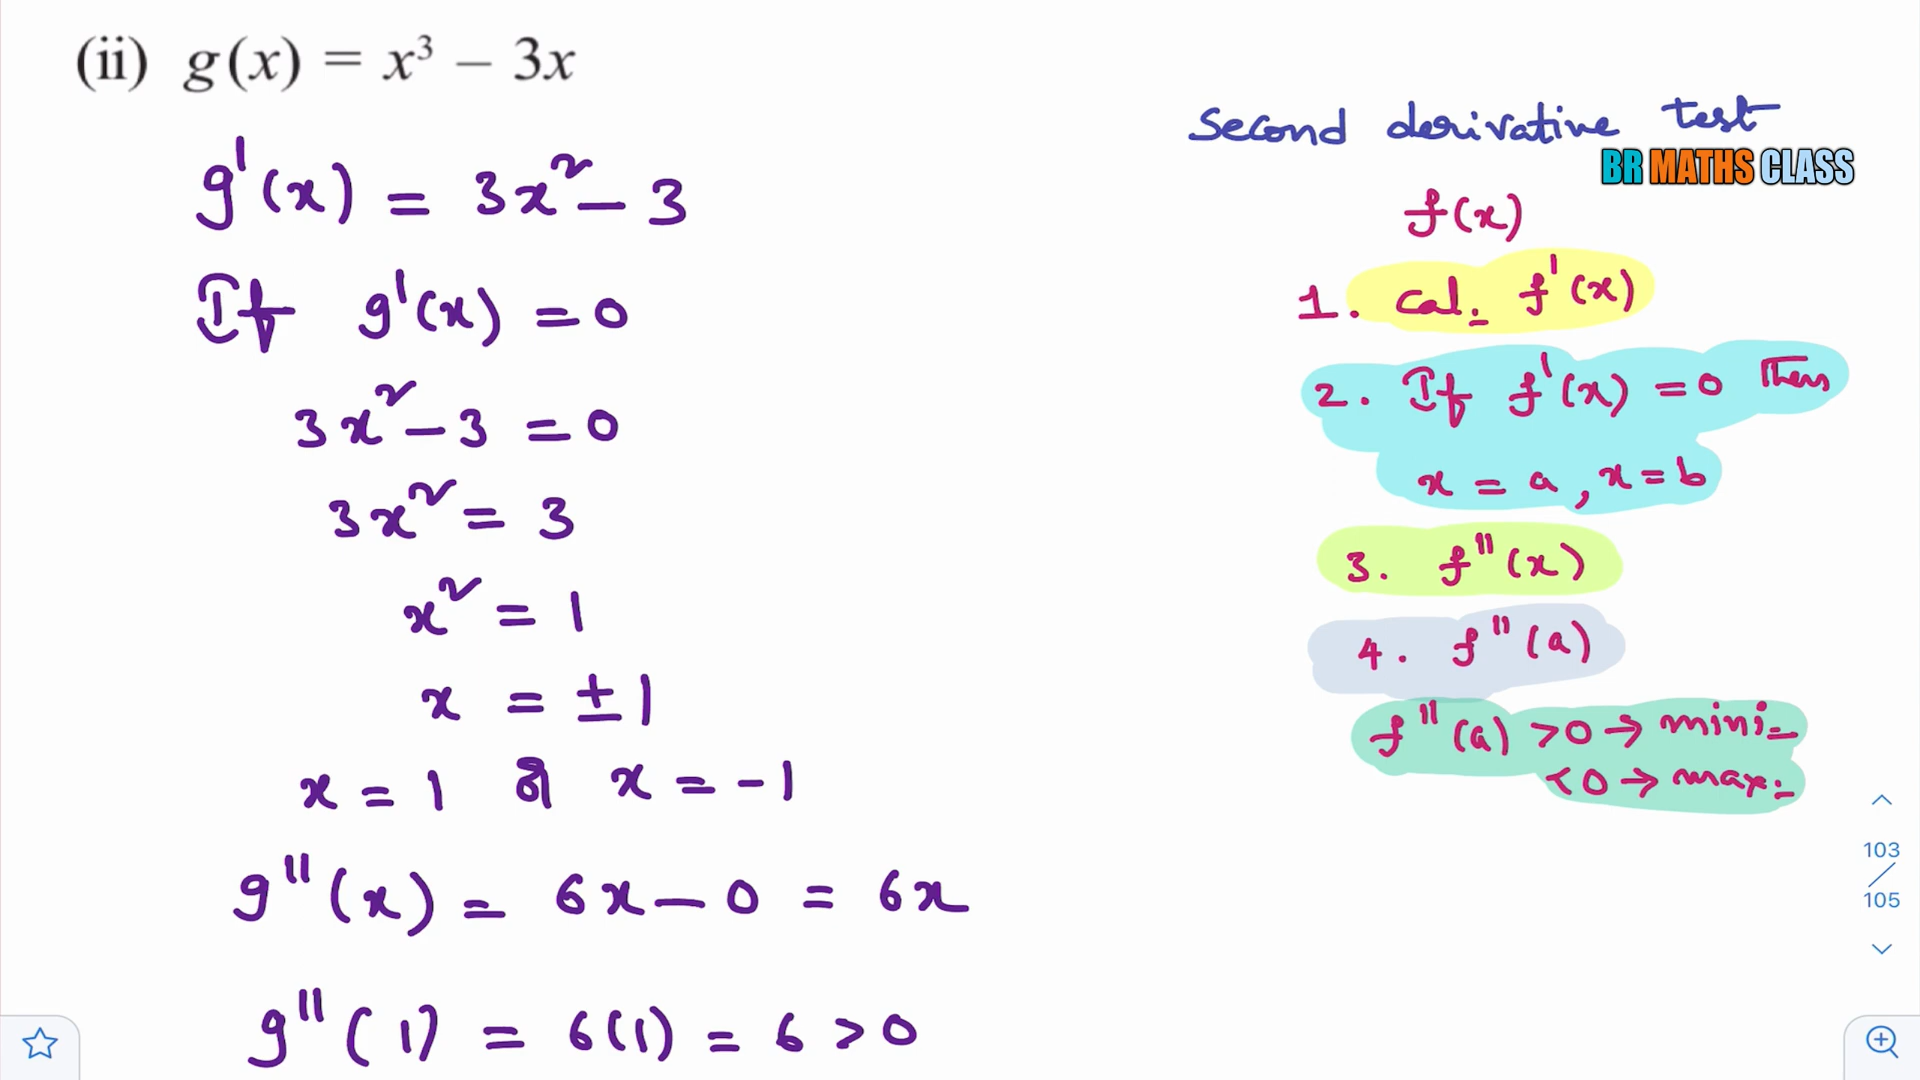 (ii) g(x) = x³ – 3x
g'(x) = 3x² – 3
If g'(x) = 0
3x² – 3 = 0
3x² = 3
x² = 1
x = ±1
x = 1 or x = –1
g''(x) = 6x – 0 = 6x
g''(1) = 6(1) = 6 > 0
Second derivative test
BR MATHS CLASS
f(x)
1. Cal. f'(x)
2. If f'(x) = 0 Then
x = a, x = b
3. f''(x)
4. f''(a)
f''(a) > 0 → mini
< 0 → max
103
/
105